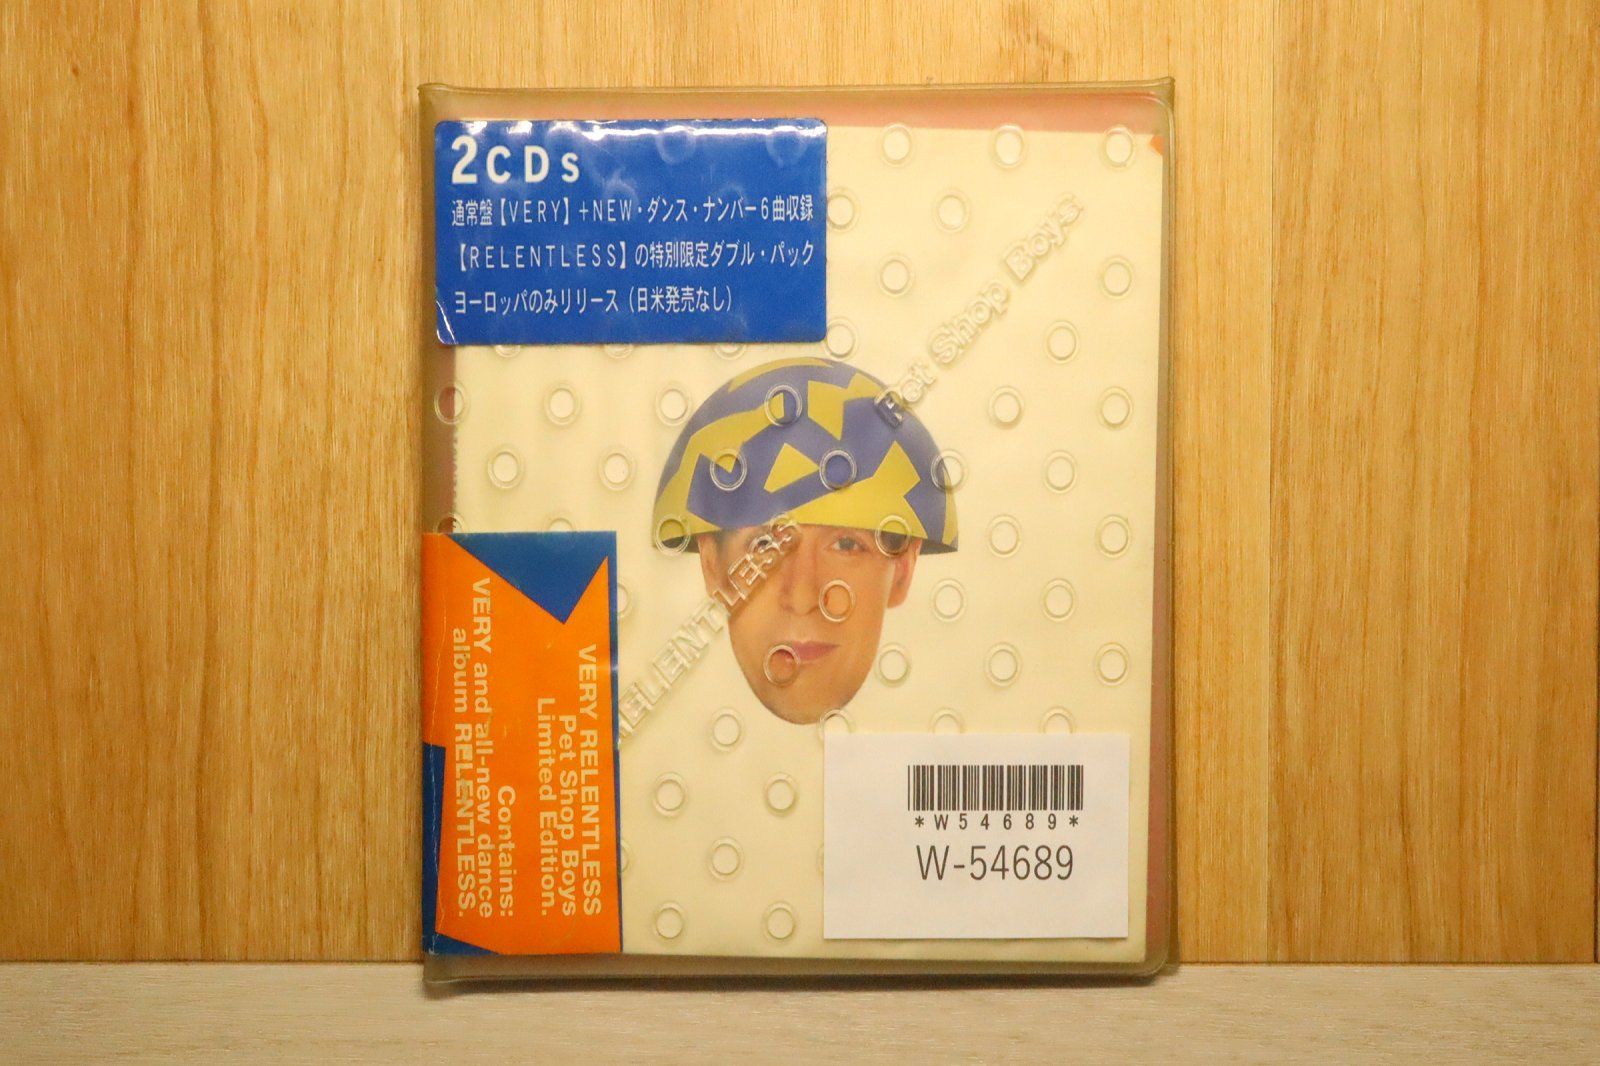 2CDs
通常盤【VERY】+NEW・ダンス・ナンバー6曲収録
【RELENTLESS】の特別限定ダブル・パック
ヨーロッパのみリリース（日米発売なし）
Pet Shop Boys
RELENTLESS
VERY RELENTLESS
Pet Shop Boys
Limited Edition.
Contains:
VERY and all-new dance
album RELENTLESS.
*W54689*
W-54689